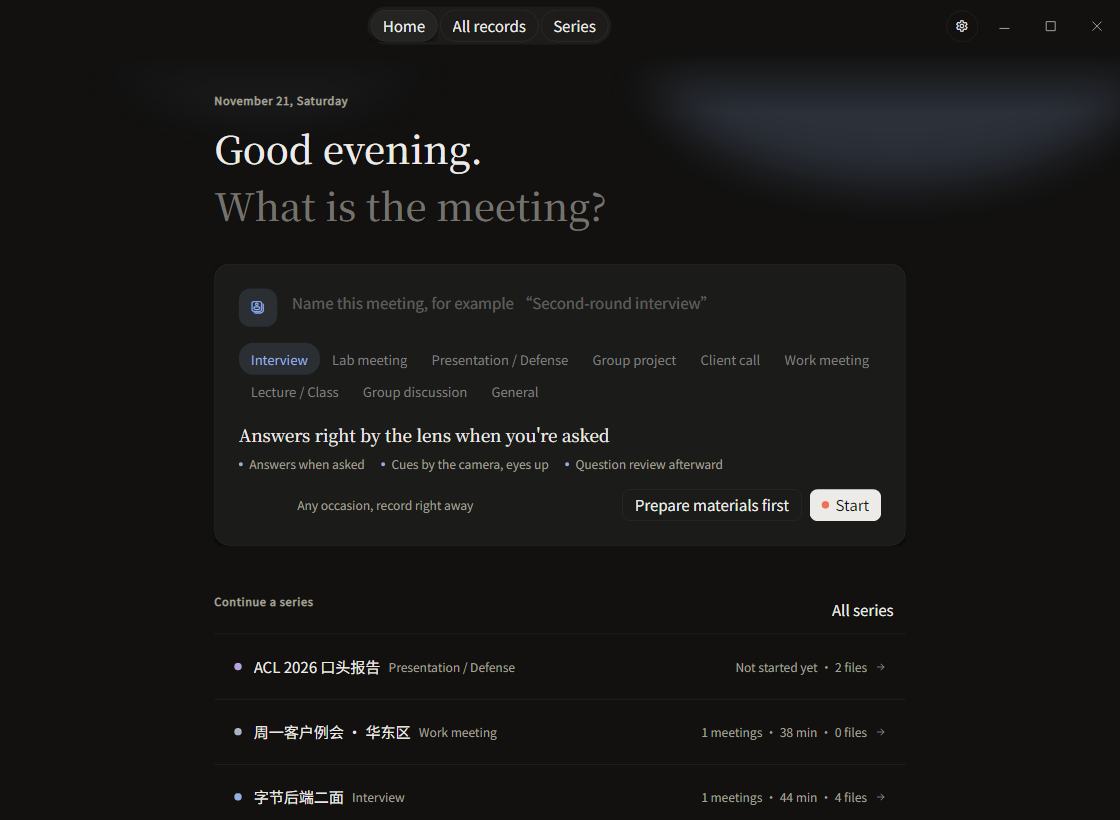 Home All records Series
November 21, Saturday
Good evening.
What is the meeting?
Name this meeting, for example “Second-round interview”
Interview Lab meeting Presentation / Defense Group project Client call Work meeting
Lecture / Class Group discussion General
Answers right by the lens when you're asked
• Answers when asked • Cues by the camera, eyes up • Question review afterward
Any occasion, record right away Prepare materials first Start
Continue a series
All series
ACL 2026 口头报告 Presentation / Defense Not started yet • 2 files →
周一客户例会 · 华东区 Work meeting 1 meetings • 38 min • 0 files →
字节后端二面 Interview 1 meetings • 44 min • 4 files →